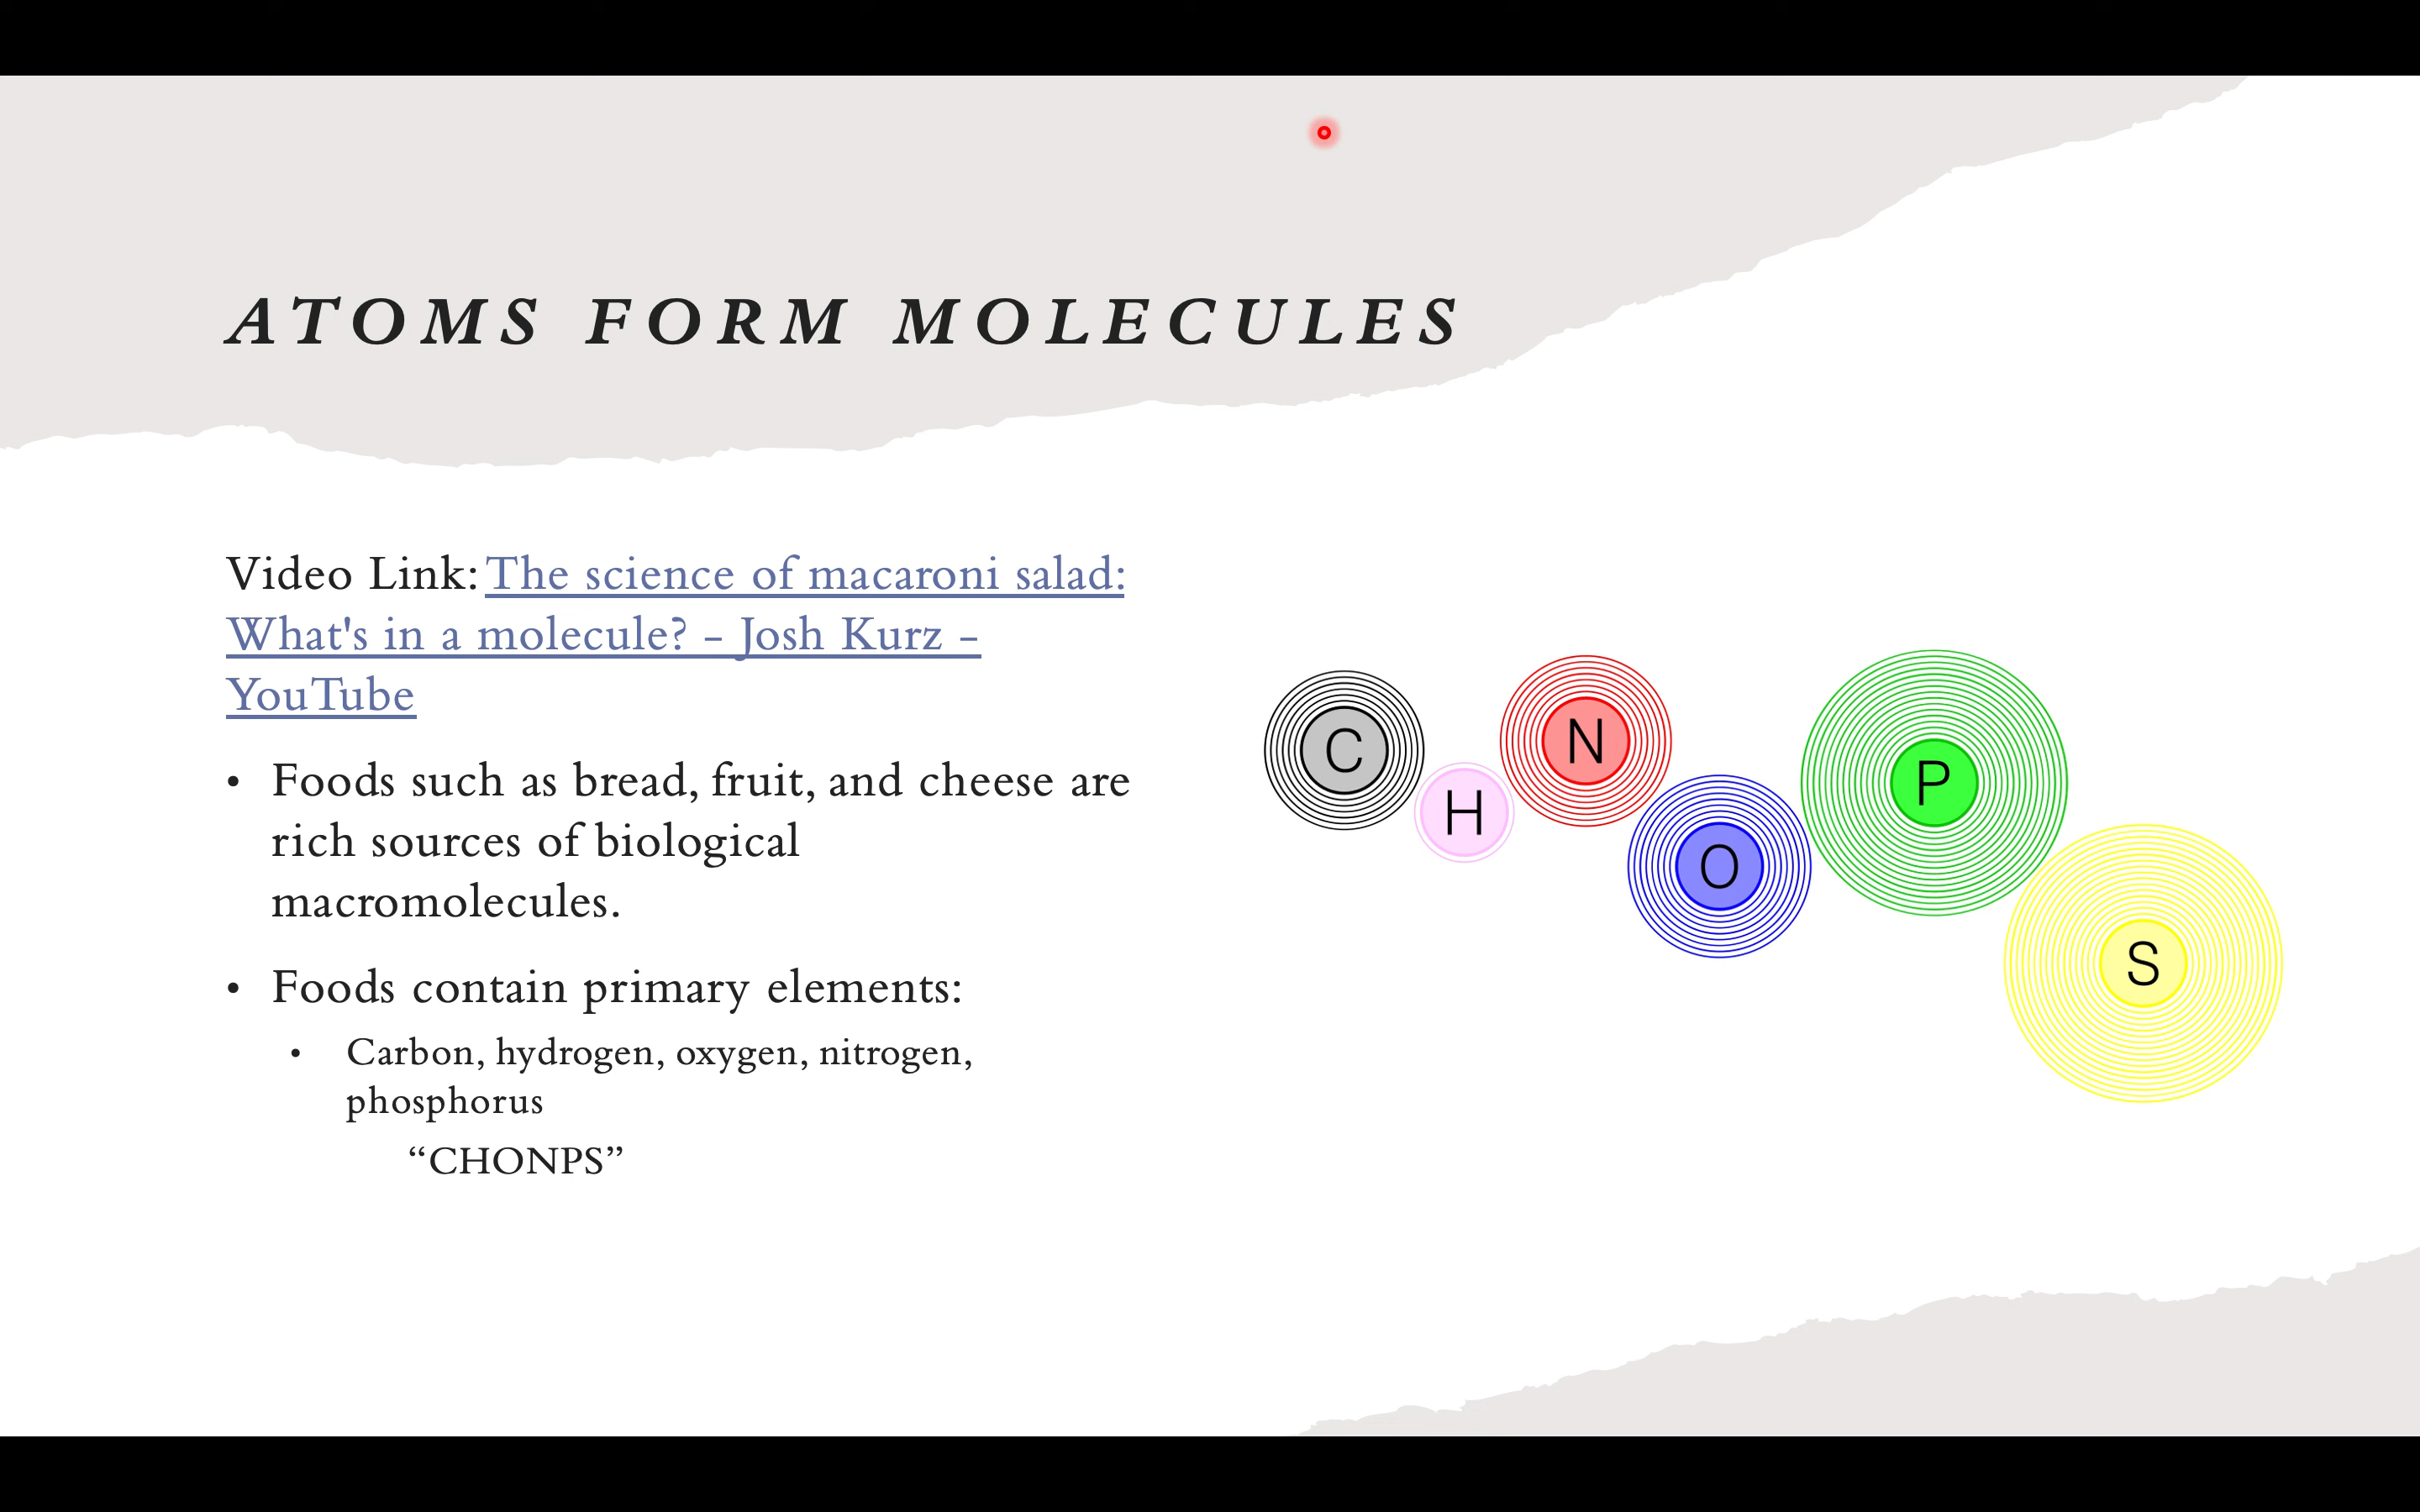 ATOMS FORM MOLECULES
Video Link: The science of macaroni salad:
What's in a molecule? - Josh Kurz -
YouTube
• Foods such as bread, fruit, and cheese are
rich sources of biological
macromolecules.
• Foods contain primary elements:
• Carbon, hydrogen, oxygen, nitrogen,
phosphorus
“CHONPS”
C
H
N
O
P
S